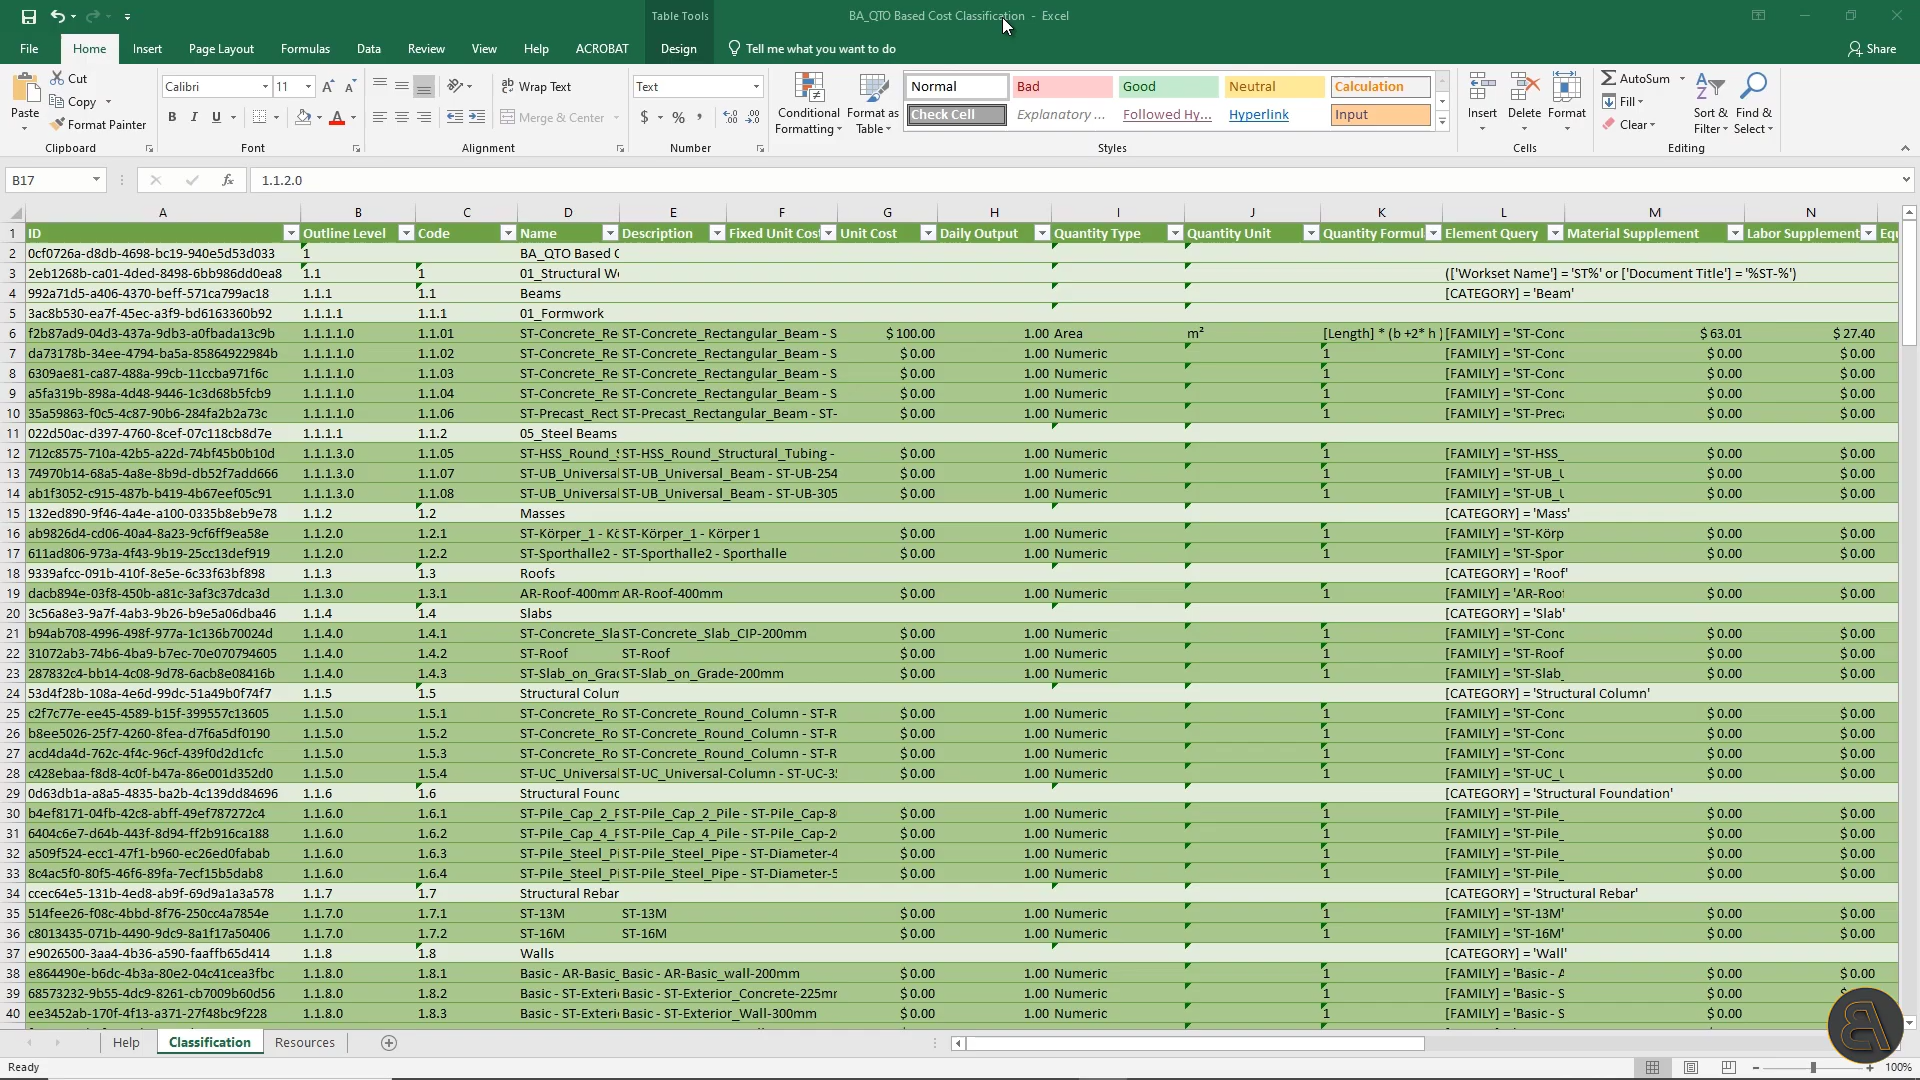 Table Tools
BA_QTO Based Cost Classification - Excel
File Home Insert Page Layout Formulas Data Review View Help ACROBAT Design Tell me what you want to do Share
Paste Cut Copy Format Painter Clipboard
Calibri 11 B I U Font
Wrap Text Merge & Center Alignment
Text $ % , Number
Conditional Formatting Format as Table
Normal Bad Good Neutral Calculation
Check Cell Explanatory ... Followed Hy... Hyperlink Input
Styles
Insert Delete Format Cells
AutoSum Fill Clear Sort & Filter Find & Select Editing
B17 fx 1.1.2.0
A B C D E F G H I J K L M N
1 ID Outline Level Code Name Description Fixed Unit Cost Unit Cost Daily Output Quantity Type Quantity Unit Quantity Formul Element Query Material Supplement Labor Supplement Equ
2 0cf0726a-d8db-4698-bc19-940e5d53d033 1 BA_QTO Based C
3 2eb1268b-ca01-4ded-8498-6bb986dd0ea8 1.1 1 01_Structural Wo (['Workset Name'] = 'ST%' or ['Document Title'] = '%ST-%')
4 992a71d5-a406-4370-beff-571ca799ac18 1.1.1 1.1 Beams [CATEGORY] = 'Beam'
5 3ac8b530-ea7f-45ec-a3f9-bd6163360b92 1.1.1.1 1.1.1 01_Formwork
6 f2b87ad9-04d3-437a-9db3-a0fbada13c9b 1.1.1.1.0 1.1.01 ST-Concrete_Re ST-Concrete_Rectangular_Beam - S $ 100.00 1.00 Area m² [Length] * (b +2* h ) [FAMILY] = 'ST-Conc $ 63.01 $ 27.40
7 da73178b-34ee-4794-ba5a-85864922984b 1.1.1.1.0 1.1.02 ST-Concrete_Re ST-Concrete_Rectangular_Beam - S $ 0.00 1.00 Numeric 1 [FAMILY] = 'ST-Conc $ 0.00 $ 0.00
8 6309ae81-ca87-488a-99cb-11ccba971f6c 1.1.1.1.0 1.1.03 ST-Concrete_Re ST-Concrete_Rectangular_Beam - S $ 0.00 1.00 Numeric 1 [FAMILY] = 'ST-Conc $ 0.00 $ 0.00
9 a5fa319b-898a-4d48-9446-1c3d68b5fcb9 1.1.1.1.0 1.1.04 ST-Concrete_Re ST-Concrete_Rectangular_Beam - S $ 0.00 1.00 Numeric 1 [FAMILY] = 'ST-Conc $ 0.00 $ 0.00
10 35a59863-f0c5-4c87-90b6-284fa2b2a73c 1.1.1.1.0 1.1.06 ST-Precast_Rect ST-Precast_Rectangular_Beam - ST- $ 0.00 1.00 Numeric 1 [FAMILY] = 'ST-Preca $ 0.00 $ 0.00
11 022d50ac-d397-4760-8cef-07c118cb8d7e 1.1.1.1 1.1.2 05_Steel Beams
12 712c8575-710a-42b5-a22d-74bf45b0b10d 1.1.1.3.0 1.1.05 ST-HSS_Round_S ST-HSS_Round_Structural_Tubing - $ 0.00 1.00 Numeric 1 [FAMILY] = 'ST-HSS_ $ 0.00 $ 0.00
13 74970b14-68a5-4a8e-8b9d-db52f7add666 1.1.1.3.0 1.1.07 ST-UB_Universal ST-UB_Universal_Beam - ST-UB-254 $ 0.00 1.00 Numeric 1 [FAMILY] = 'ST-UB_U $ 0.00 $ 0.00
14 ab1f3052-c915-487b-b419-4b67eef05c91 1.1.1.3.0 1.1.08 ST-UB_Universal ST-UB_Universal_Beam - ST-UB-305 $ 0.00 1.00 Numeric 1 [FAMILY] = 'ST-UB_U $ 0.00 $ 0.00
15 132ed890-9f46-4a4e-a100-0335b8eb9e78 1.1.2 1.2 Masses [CATEGORY] = 'Mass'
16 ab9826d4-cd06-40a4-8a23-9cf6ff9ea58e 1.1.2.0 1.2.1 ST-Körper_1 - Kö ST-Körper_1 - Körper 1 $ 0.00 1.00 Numeric 1 [FAMILY] = 'ST-Körp $ 0.00 $ 0.00
17 611ad806-973a-4f43-9b19-25cc13def919 1.1.2.0 1.2.2 ST-Sporthalle2 - ST-Sporthalle2 - Sporthalle $ 0.00 1.00 Numeric 1 [FAMILY] = 'ST-Spor $ 0.00 $ 0.00
18 9339afcc-091b-410f-8e5e-6c33f63bf898 1.1.3 1.3 Roofs [CATEGORY] = 'Roof'
19 dacb894e-03f8-450b-a81c-3af3c37dca3d 1.1.3.0 1.3.1 AR-Roof-400mm AR-Roof-400mm $ 0.00 1.00 Numeric 1 [FAMILY] = 'AR-Roof $ 0.00 $ 0.00
20 3c56a8e3-9a7f-4ab3-9b26-b9e5a06dba46 1.1.4 1.4 Slabs [CATEGORY] = 'Slab'
21 b94ab708-4996-498f-977a-1c136b70024d 1.1.4.0 1.4.1 ST-Concrete_Sla ST-Concrete_Slab_CIP-200mm $ 0.00 1.00 Numeric 1 [FAMILY] = 'ST-Conc $ 0.00 $ 0.00
22 31072ab3-74b6-4ba9-b7ec-70e070794605 1.1.4.0 1.4.2 ST-Roof ST-Roof $ 0.00 1.00 Numeric 1 [FAMILY] = 'ST-Roof $ 0.00 $ 0.00
23 287832c4-bb14-4c08-9d78-6acb8e08416b 1.1.4.0 1.4.3 ST-Slab_on_Grad ST-Slab_on_Grade-200mm $ 0.00 1.00 Numeric 1 [FAMILY] = 'ST-Slab_ $ 0.00 $ 0.00
24 53d4f28b-108a-4e6d-99dc-51a49b0f74f7 1.1.5 1.5 Structural Colum [CATEGORY] = 'Structural Column'
25 c2f7c77e-ee45-4589-b15f-399557c13605 1.1.5.0 1.5.1 ST-Concrete_Ro ST-Concrete_Round_Column - ST-R $ 0.00 1.00 Numeric 1 [FAMILY] = 'ST-Conc $ 0.00 $ 0.00
26 b8ee5026-25f7-4260-8fea-d7f6a5df0190 1.1.5.0 1.5.2 ST-Concrete_Ro ST-Concrete_Round_Column - ST-R $ 0.00 1.00 Numeric 1 [FAMILY] = 'ST-Conc $ 0.00 $ 0.00
27 acd4da4d-762c-4f4c-96cf-439f0d2d1cfc 1.1.5.0 1.5.3 ST-Concrete_Ro ST-Concrete_Round_Column - ST-R $ 0.00 1.00 Numeric 1 [FAMILY] = 'ST-Conc $ 0.00 $ 0.00
28 c428ebaa-f8d8-4c0f-b47a-86e001d352d0 1.1.5.0 1.5.4 ST-UC_Universal ST-UC_Universal-Column - ST-UC-35 $ 0.00 1.00 Numeric 1 [FAMILY] = 'ST-UC_U $ 0.00 $ 0.00
29 0d63db1a-a8a5-4835-ba2b-4c139dd84696 1.1.6 1.6 Structural Found [CATEGORY] = 'Structural Foundation'
30 b4ef8171-04fb-42c8-abff-49ef787272c4 1.1.6.0 1.6.1 ST-Pile_Cap_2_P ST-Pile_Cap_2_Pile - ST-Pile_Cap-8 $ 0.00 1.00 Numeric 1 [FAMILY] = 'ST-Pile_ $ 0.00 $ 0.00
31 6404c6e7-d64b-443f-8d94-ff2b916ca188 1.1.6.0 1.6.2 ST-Pile_Cap_4_P ST-Pile_Cap_4_Pile - ST-Pile_Cap-2 $ 0.00 1.00 Numeric 1 [FAMILY] = 'ST-Pile_ $ 0.00 $ 0.00
32 a509f524-ecc1-47f1-b960-ec26ed0fabab 1.1.6.0 1.6.3 ST-Pile_Steel_Pi ST-Pile_Steel_Pipe - ST-Diameter-4 $ 0.00 1.00 Numeric 1 [FAMILY] = 'ST-Pile_ $ 0.00 $ 0.00
33 8c4ac5f0-80f5-46f6-89fa-7ecf15b5dab8 1.1.6.0 1.6.4 ST-Pile_Steel_Pi ST-Pile_Steel_Pipe - ST-Diameter-5 $ 0.00 1.00 Numeric 1 [FAMILY] = 'ST-Pile_ $ 0.00 $ 0.00
34 ccec64e5-131b-4ed8-ab9f-69d9a1a3a578 1.1.7 1.7 Structural Rebar [CATEGORY] = 'Structural Rebar'
35 514fee26-f08c-4bbd-8f76-250cc4a7854e 1.1.7.0 1.7.1 ST-13M ST-13M $ 0.00 1.00 Numeric 1 [FAMILY] = 'ST-13M' $ 0.00 $ 0.00
36 c8013435-071b-4490-9dc9-8a1f17a50406 1.1.7.0 1.7.2 ST-16M ST-16M $ 0.00 1.00 Numeric 1 [FAMILY] = 'ST-16M' $ 0.00 $ 0.00
37 e9026500-3aa4-4b36-a590-faaffb65d414 1.1.8 1.8 Walls [CATEGORY] = 'Wall'
38 e864490e-b6dc-4b3a-80e2-04c41cea3fbc 1.1.8.0 1.8.1 Basic - AR-Basic_ Basic - AR-Basic_wall-200mm $ 0.00 1.00 Numeric 1 [FAMILY] = 'Basic - A $ 0.00 $ 0.00
39 68573232-9b55-4dc9-8261-cb7009b60d56 1.1.8.0 1.8.2 Basic - ST-Exteri Basic - ST-Exterior_Concrete-225mr $ 0.00 1.00 Numeric 1 [FAMILY] = 'Basic - S $ 0.00
40 ee3452ab-170f-4f13-a371-27f48bc9f228 1.1.8.0 1.8.3 Basic - ST-Exteri Basic - ST-Exterior_Wall-300mm $ 0.00 1.00 Numeric 1 [FAMILY] = 'Basic - S $ 0.00
Help Classification Resources
Ready 100%